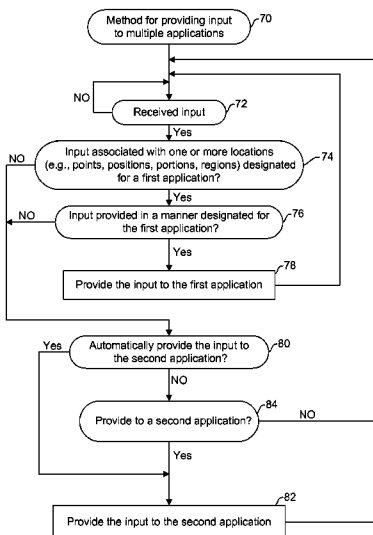 Method for providing input
to multiple applications
70
NO
Received input
72
Yes
NO
Input associated with one or more locations
(e.g., points, positions, portions, regions) designated
for a first application?
74
Yes
NO
Input provided in a manner designated for
the first application?
76
Yes
78
Provide the input to the first application
Yes
Automatically provide the input to
the second application?
80
NO
84
Provide to a second application?
NO
Yes
82
Provide the input to the second application